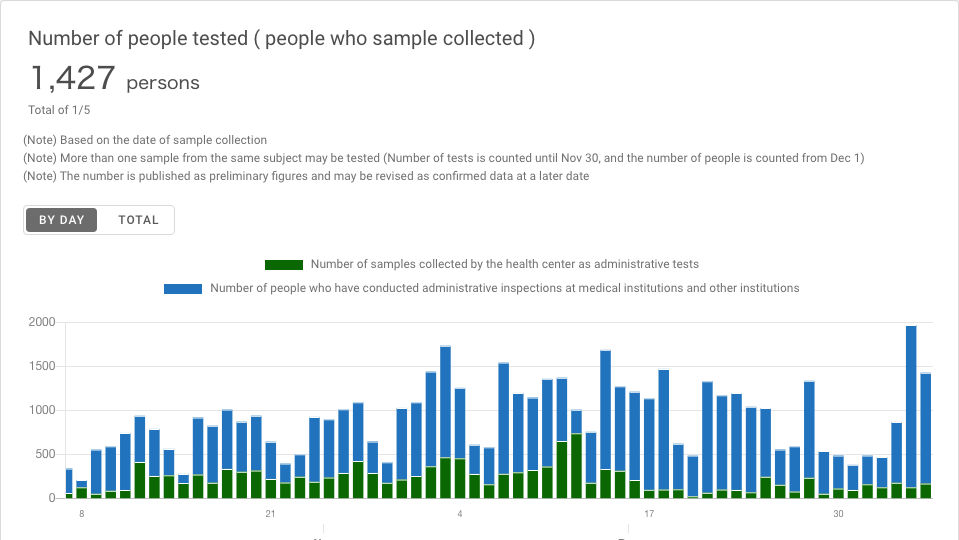 Number of people tested ( people who sample collected )
1,427 persons
Total of 1/5
(Note) Based on the date of sample collection
(Note) More than one sample from the same subject may be tested (Number of tests is counted until Nov 30, and the number of people is counted from Dec 1)
(Note) The number is published as preliminary figures and may be revised as confirmed data at a later date
BY DAY TOTAL
Number of samples collected by the health center as administrative tests
Number of people who have conducted administrative inspections at medical institutions and other institutions
2000
1500
1000
500
0
8 21 4 17 30